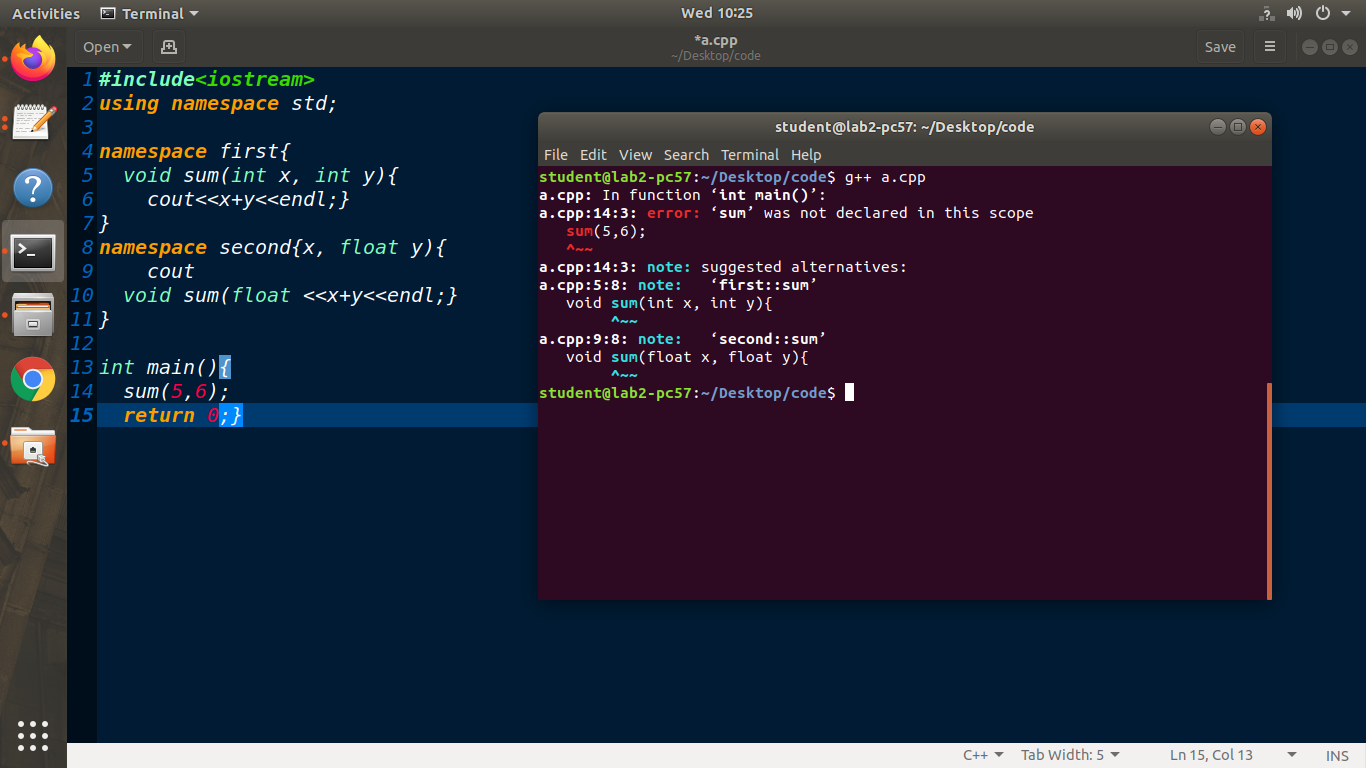 Activities Terminal Wed 10:25
Open *a.cpp Save
~/Desktop/code
1 #include<iostream>
2 using namespace std;
3
4 namespace first{
5 void sum(int x, int y){
6 cout<<x+y<<endl;}
7 }
8 namespace second{x, float y){
9 cout
10 void sum(float <<x+y<<endl;}
11 }
12
13 int main(){
14 sum(5,6);
15 return 0;}
student@lab2-pc57: ~/Desktop/code
File Edit View Search Terminal Help
student@lab2-pc57:~/Desktop/code$ g++ a.cpp
a.cpp: In function ‘int main()’:
a.cpp:14:3: error: ‘sum’ was not declared in this scope
sum(5,6);
^~~
a.cpp:14:3: note: suggested alternatives:
a.cpp:5:8: note: ‘first::sum’
void sum(int x, int y){
^~~
a.cpp:9:8: note: ‘second::sum’
void sum(float x, float y){
^~~
student@lab2-pc57:~/Desktop/code$
C++ Tab Width: 5 Ln 15, Col 13 INS